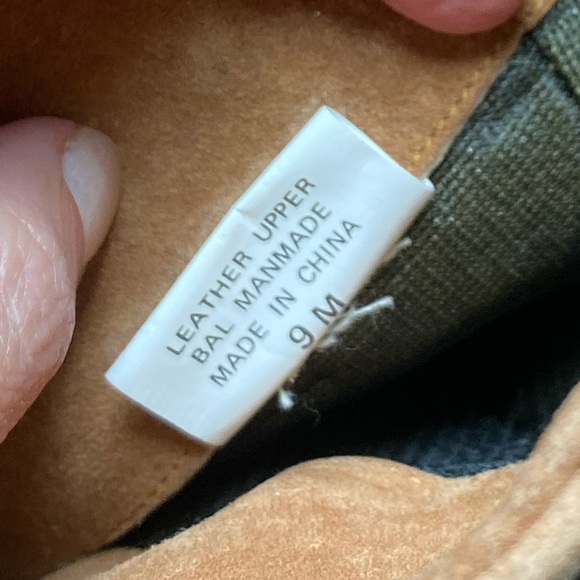 LEATHER UPPER
BAL MANMADE
MADE IN CHINA
9 M